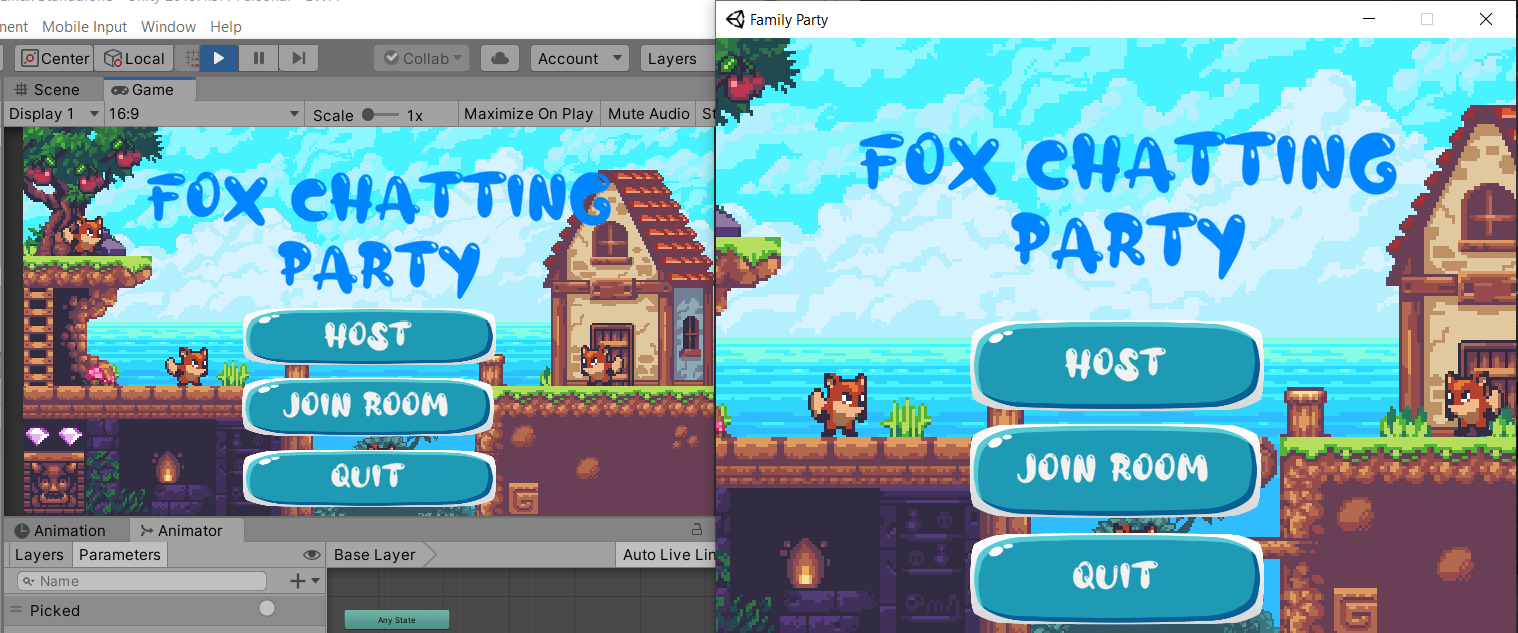 nent Mobile Input Window Help
Center Local Collab Account Layers
Scene Game
Display 1 16:9 Scale 1x Maximize On Play Mute Audio St
FOX CHATTING
PARTY
HOST
JOIN ROOM
QUIT
Animation Animator
Layers Parameters Base Layer Auto Live Lin
Name
Picked
Any State
Family Party
FOX CHATTING
PARTY
HOST
JOIN ROOM
QUIT